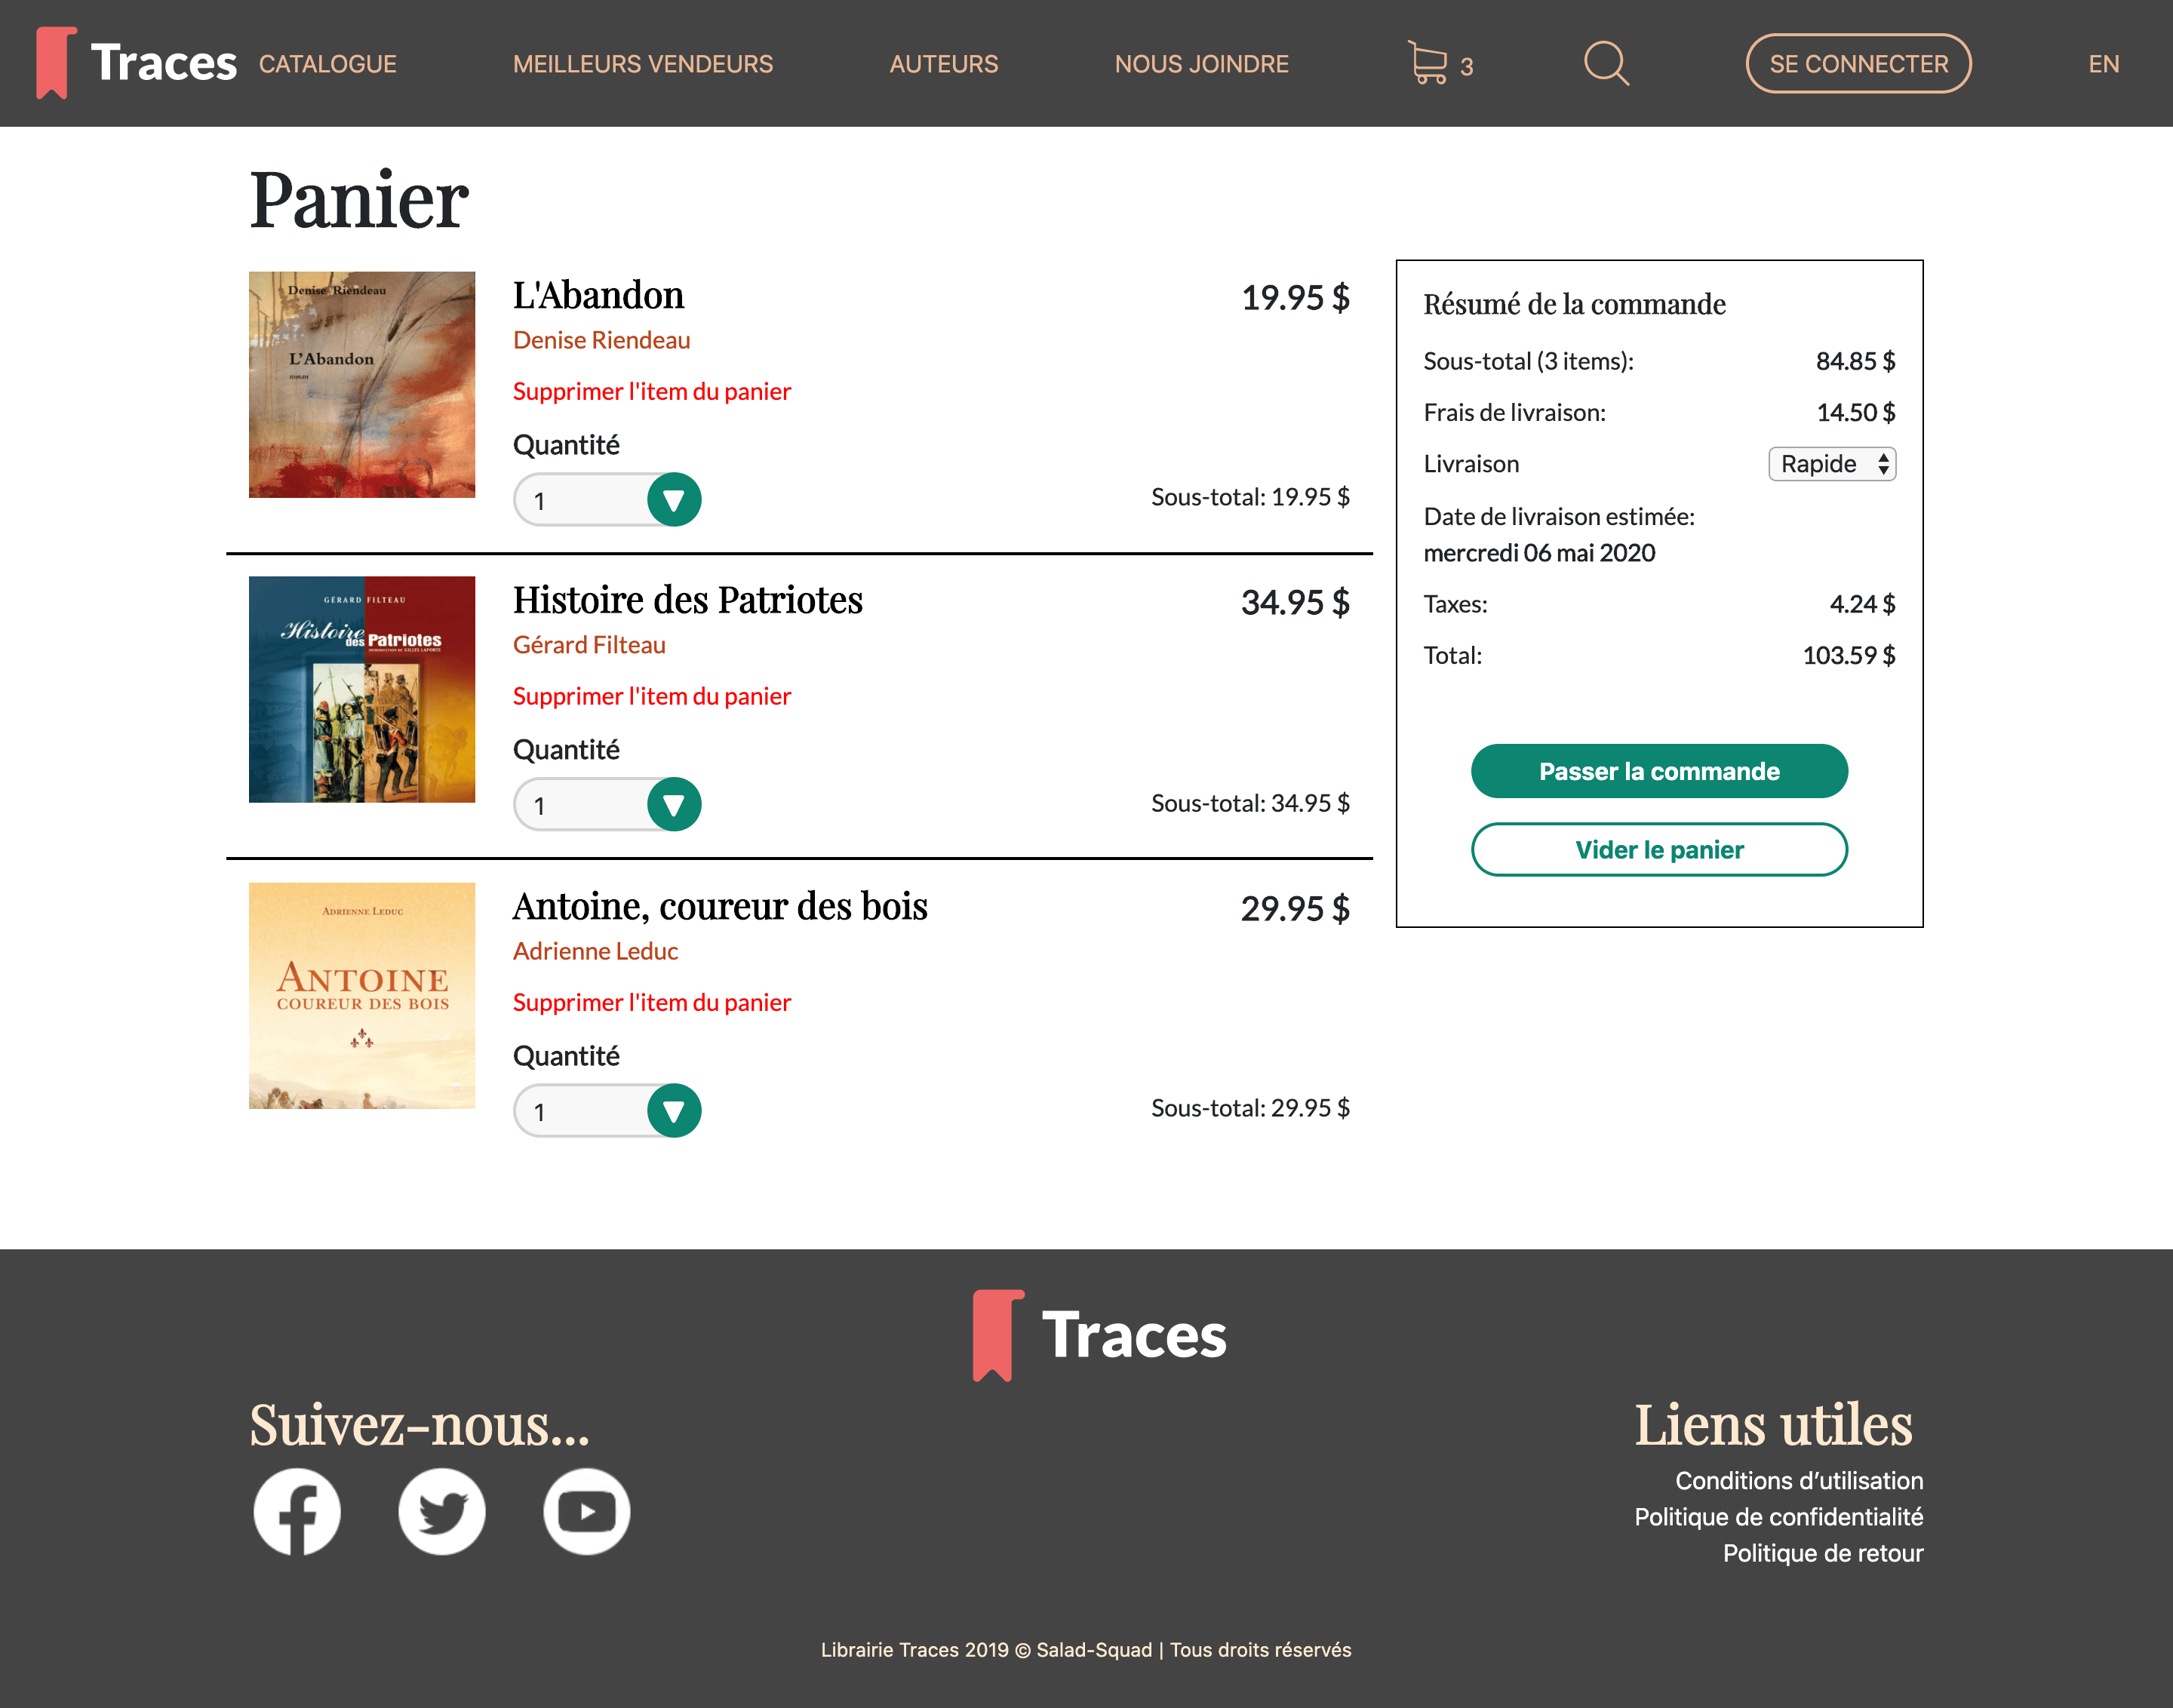 Traces CATALOGUE MEILLEURS VENDEURS AUTEURS NOUS JOINDRE 3 SE CONNECTER EN
Panier
Denise Riendeau
L'Abandon
roman
L'Abandon
19.95 $
Denise Riendeau
Supprimer l'item du panier
Quantité
1
Sous-total: 19.95 $
GÉRARD FILTEAU
Histoire
des Patriotes
INTRODUCTION DE GILLES LAPORTE
Histoire des Patriotes
34.95 $
Gérard Filteau
Supprimer l'item du panier
Quantité
1
Sous-total: 34.95 $
ADRIENNE LEDUC
ANTOINE
COUREUR DES BOIS
Antoine, coureur des bois
29.95 $
Adrienne Leduc
Supprimer l'item du panier
Quantité
1
Sous-total: 29.95 $
Résumé de la commande
Sous-total (3 items): 84.85 $
Frais de livraison: 14.50 $
Livraison Rapide
Date de livraison estimée:
mercredi 06 mai 2020
Taxes: 4.24 $
Total: 103.59 $
Passer la commande
Vider le panier
Traces
Suivez-nous...
Liens utiles
Conditions d’utilisation
Politique de confidentialité
Politique de retour
Librairie Traces 2019 © Salad-Squad | Tous droits réservés